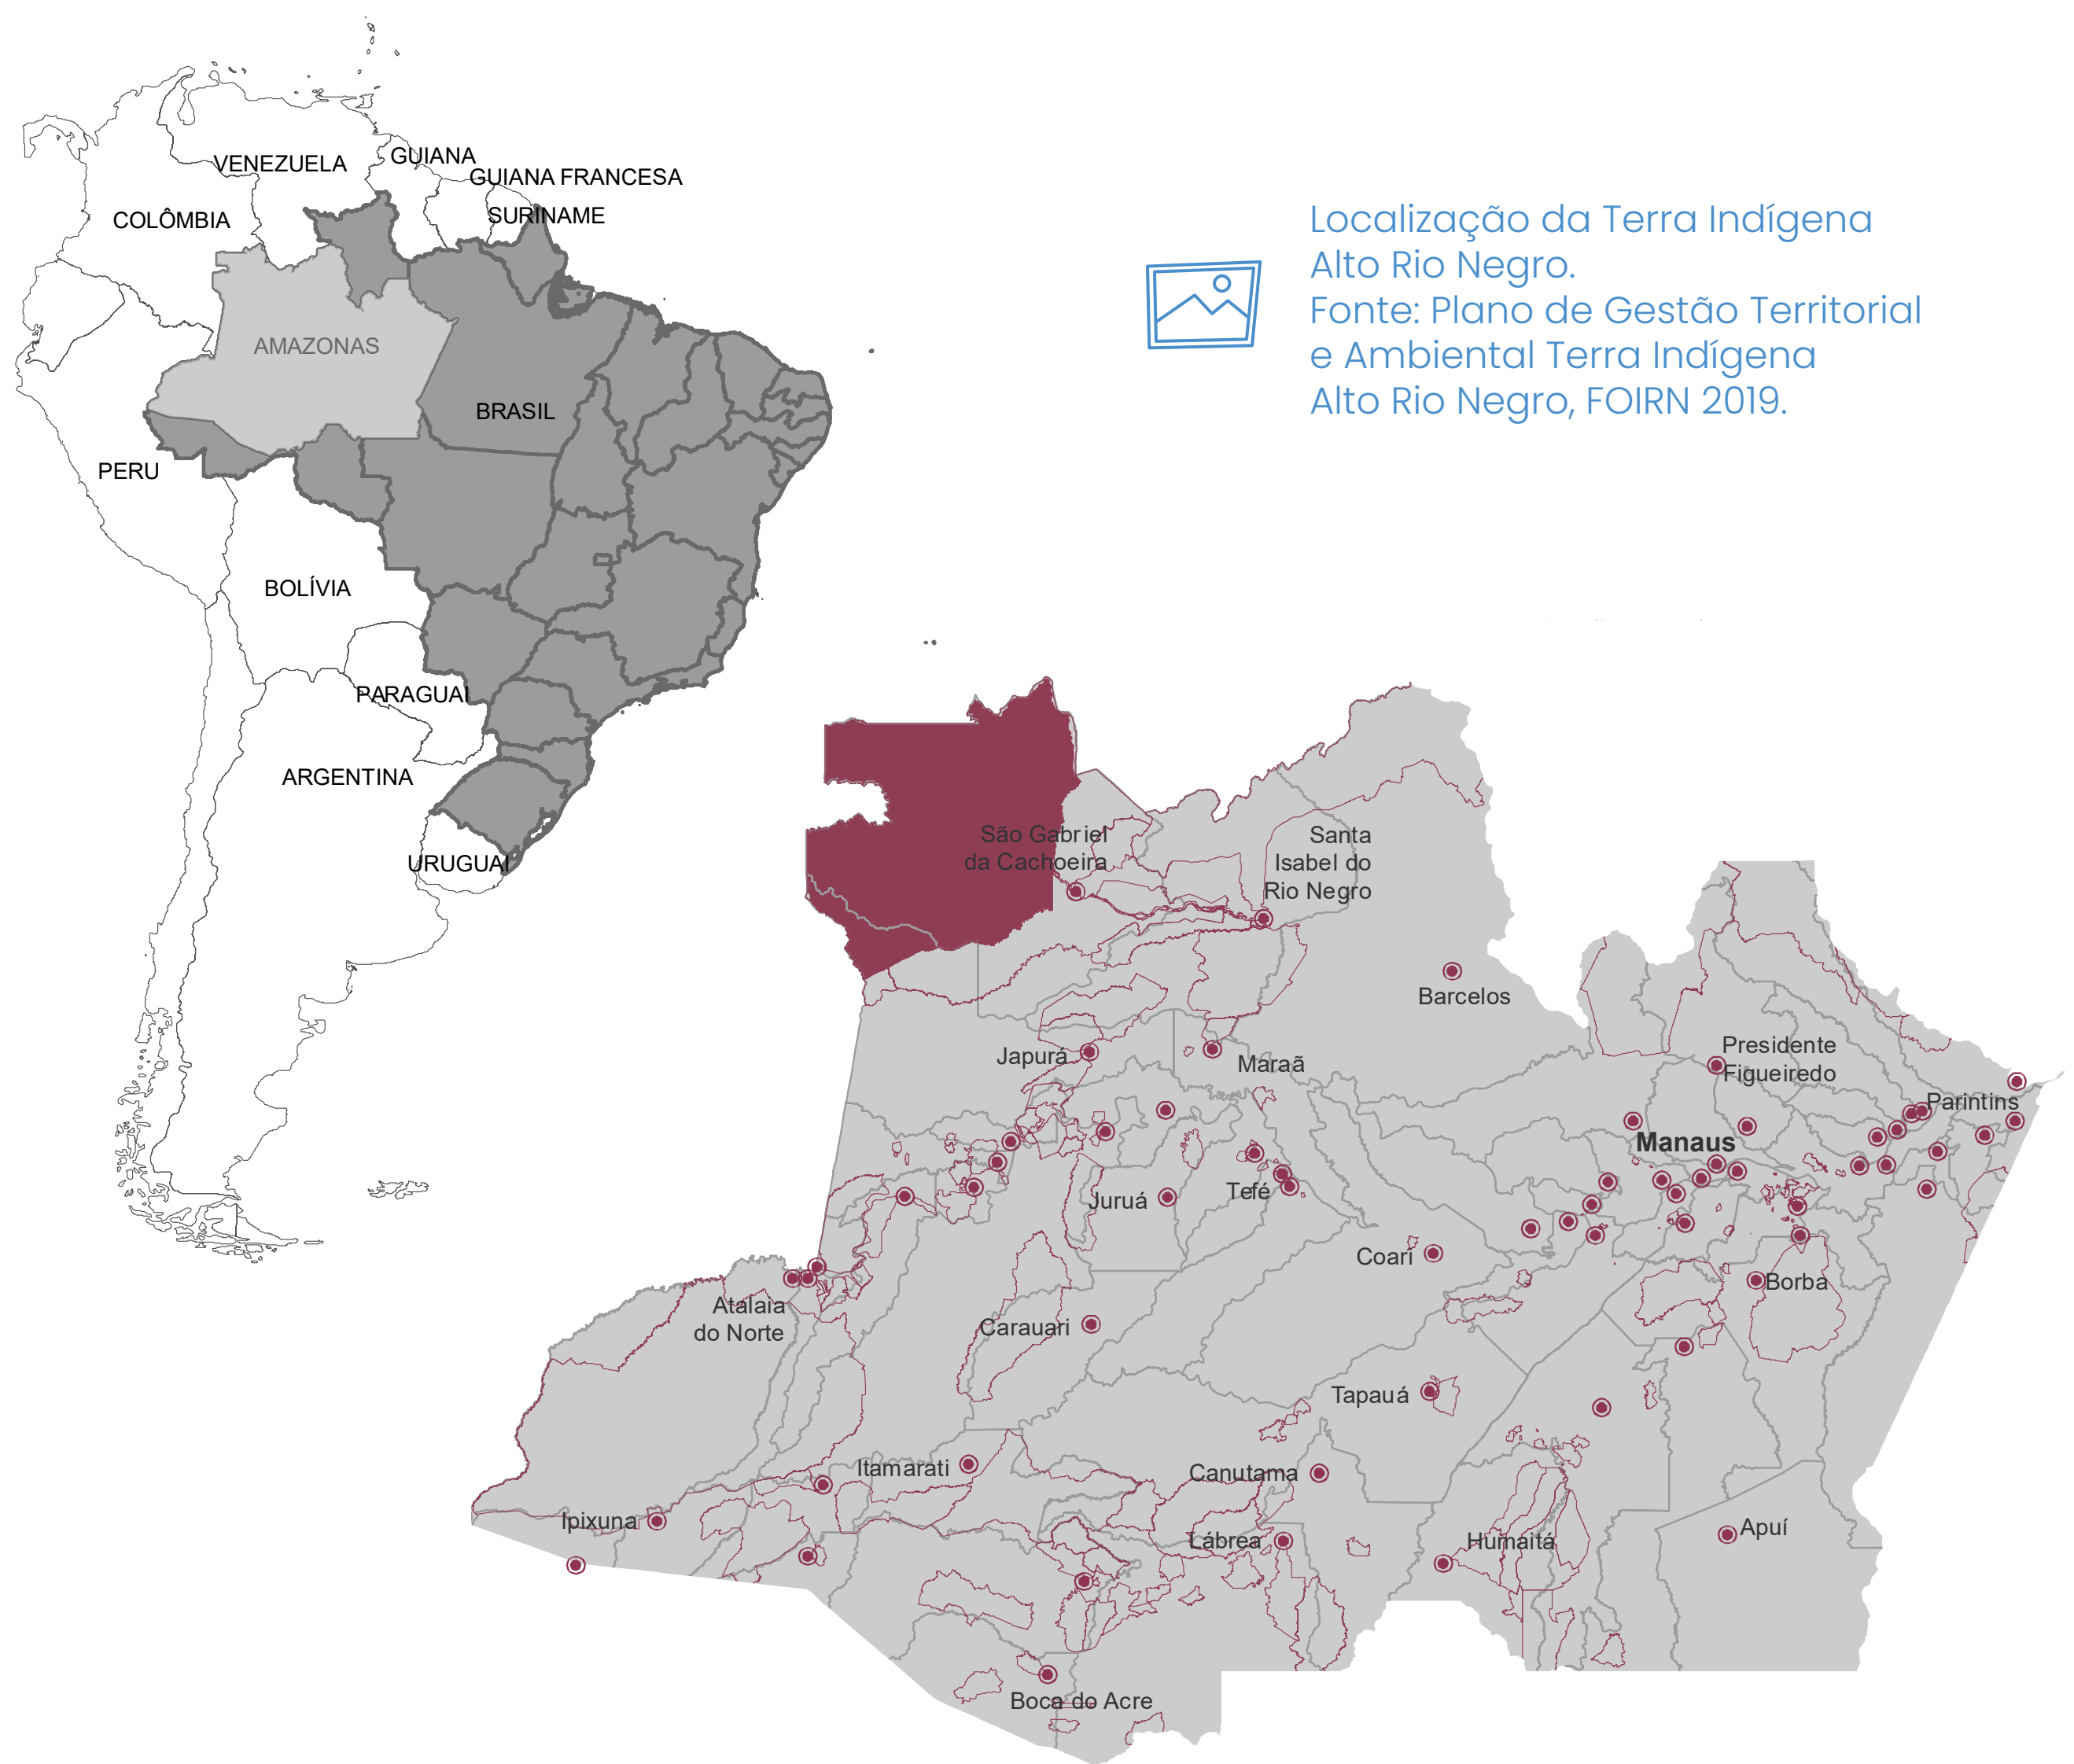 VENEZUELA
GUIANA
GUIANA FRANCESA
SURINAME
COLÔMBIA
AMAZONAS
BRASIL
PERU
BOLÍVIA
PARAGUAI
ARGENTINA
URUGUAI
Localização da Terra Indígena
Alto Rio Negro.
Fonte: Plano de Gestão Territorial
e Ambiental Terra Indígena
Alto Rio Negro, FOIRN 2019.
São Gabriel
da Cachoeira
Santa
Isabel do
Rio Negro
Barcelos
Japurá
Maraã
Presidente
Figueiredo
Parintins
Manaus
Juruá
Tefé
Coari
Borba
Atalaia
do Norte
Carauari
Tapauá
Itamarati
Canutama
Ipixuna
Lábrea
Humaitá
Apuí
Boca do Acre